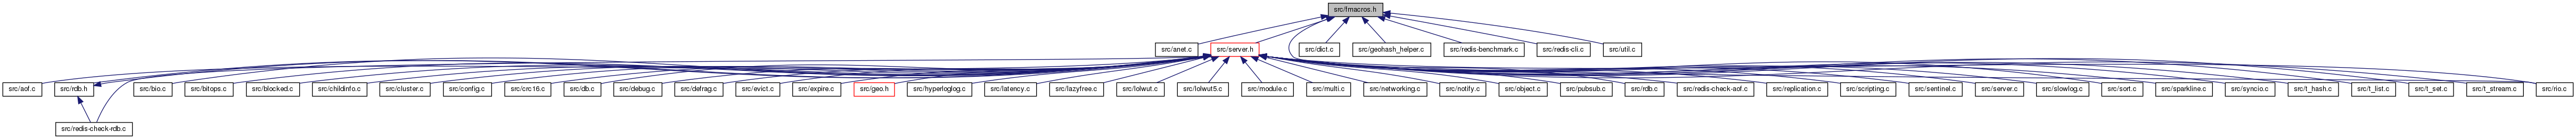 src/fmacros.h
src/anet.c
src/server.h
src/dict.c
src/geohash_helper.c
src/redis-benchmark.c
src/redis-cli.c
src/util.c
src/aof.c
src/rdb.h
src/bio.c
src/bitops.c
src/blocked.c
src/childinfo.c
src/cluster.c
src/config.c
src/crc16.c
src/db.c
src/debug.c
src/defrag.c
src/evict.c
src/expire.c
src/geo.h
src/hyperloglog.c
src/latency.c
src/lazyfree.c
src/lolwut.c
src/lolwut5.c
src/module.c
src/multi.c
src/networking.c
src/notify.c
src/object.c
src/pubsub.c
src/rdb.c
src/redis-check-aof.c
src/replication.c
src/scripting.c
src/sentinel.c
src/server.c
src/slowlog.c
src/sort.c
src/sparkline.c
src/syncio.c
src/t_hash.c
src/t_list.c
src/t_set.c
src/t_stream.c
src/rio.c
src/redis-check-rdb.c